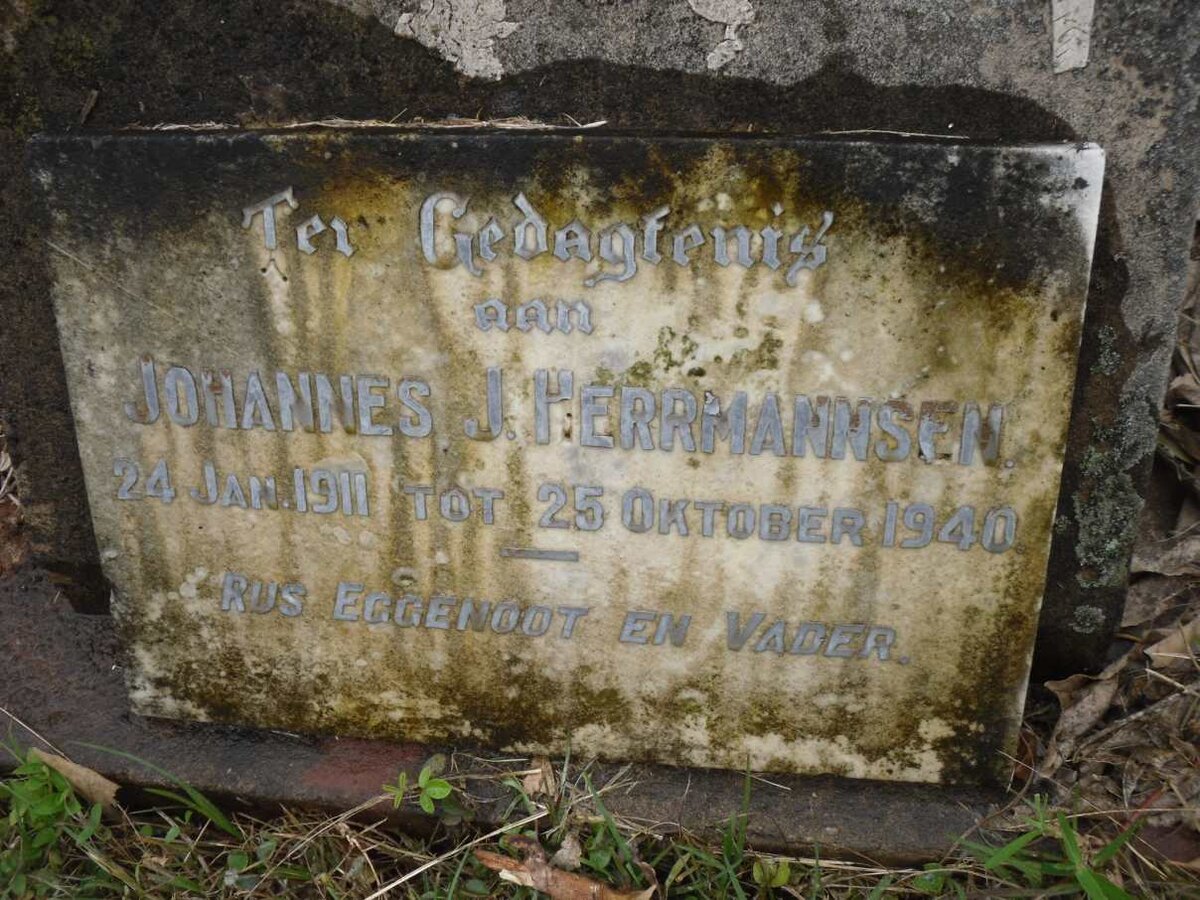 Ter Gedagtenis
aan
JOHANNES. J. HERRMANNSEN.
24 JAN. 1911 TOT 25 OKTOBER 1940.
RUS EGGENOOT EN VADER.